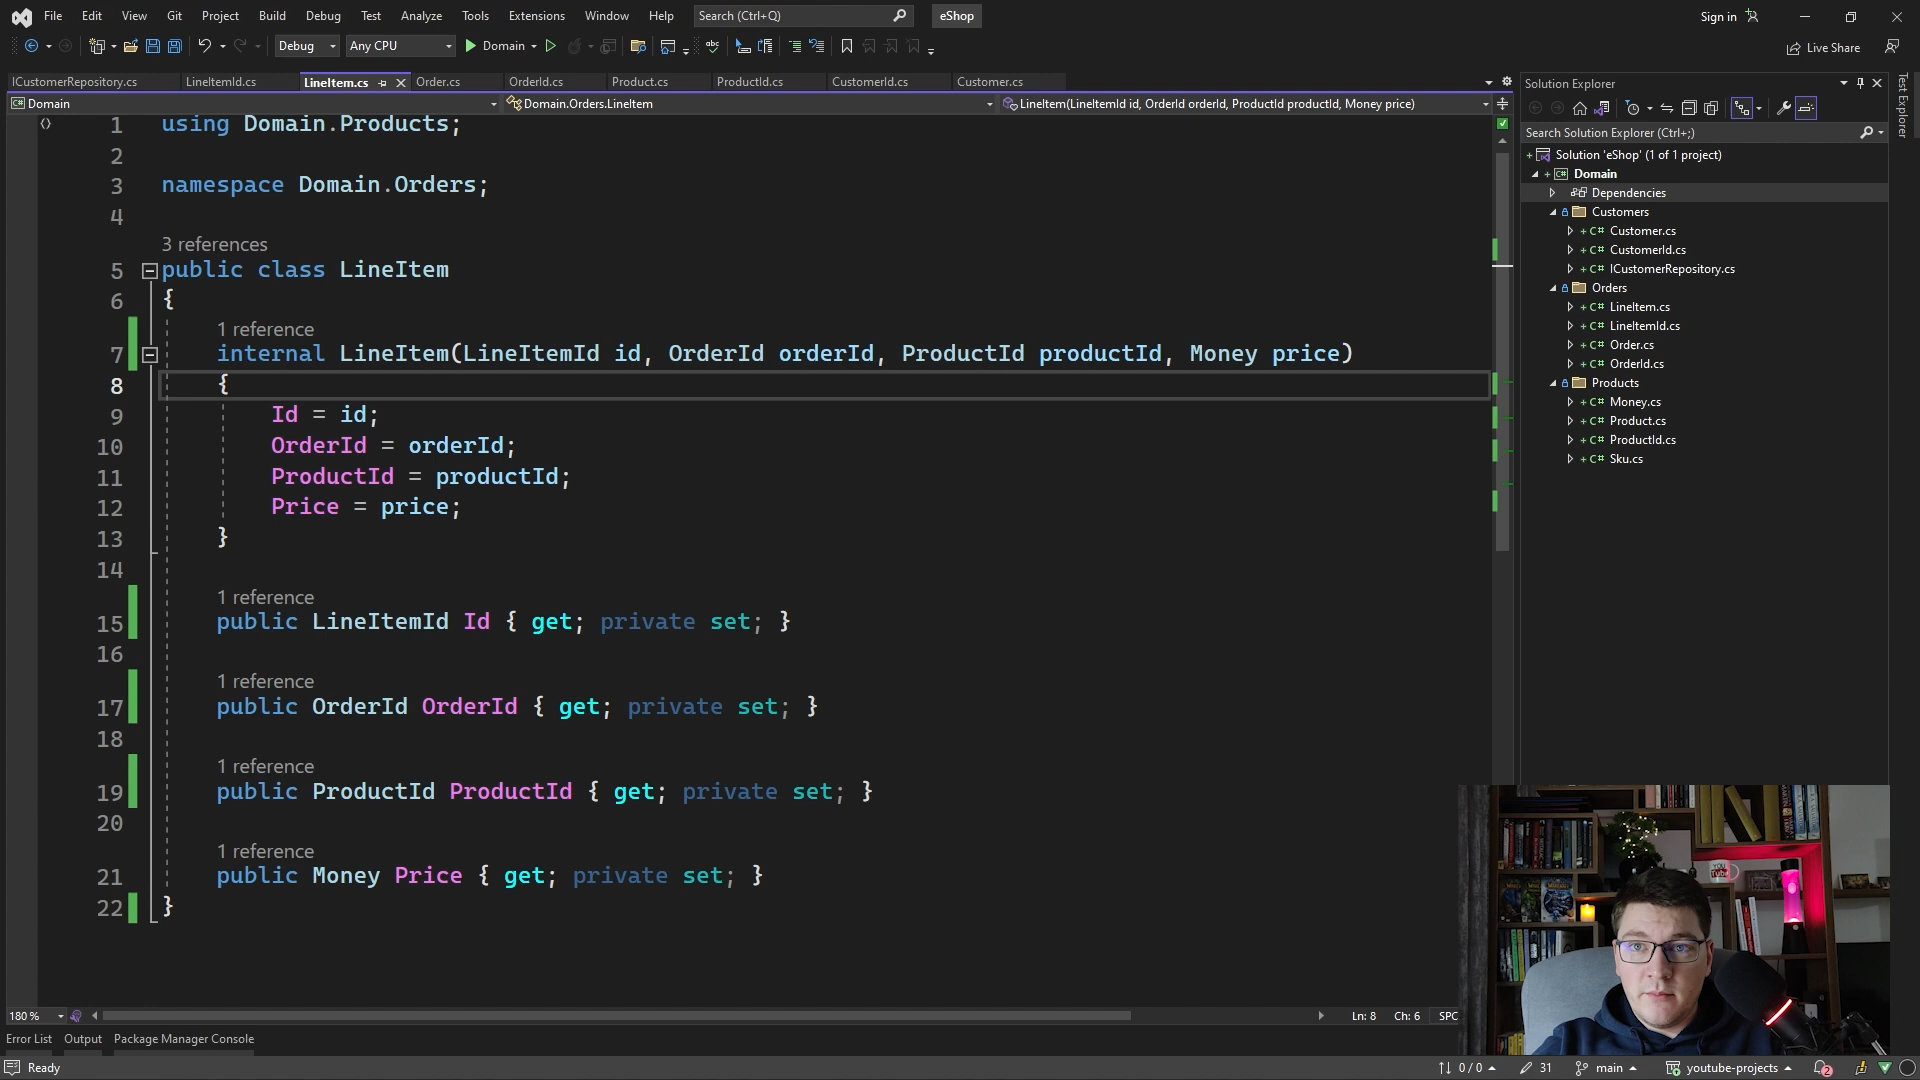 File Edit View Git Project Build Debug Test Analyze Tools Extensions Window Help Search (Ctrl+Q) eShop Sign in
Debug Any CPU Domain Live Share
ICustomerRepository.cs LineItemId.cs LineItem.cs Order.cs OrderId.cs Product.cs ProductId.cs CustomerId.cs Customer.cs
Domain Domain.Orders.LineItem LineItem(LineItemId id, OrderId orderId, ProductId productId, Money price)
1 using Domain.Products;
2
3 namespace Domain.Orders;
4
3 references
5 public class LineItem
6 {
1 reference
7 internal LineItem(LineItemId id, OrderId orderId, ProductId productId, Money price)
8 {
9 Id = id;
10 OrderId = orderId;
11 ProductId = productId;
12 Price = price;
13 }
14
1 reference
15 public LineItemId Id { get; private set; }
16
1 reference
17 public OrderId OrderId { get; private set; }
18
1 reference
19 public ProductId ProductId { get; private set; }
20
1 reference
21 public Money Price { get; private set; }
22 }
180 % Ln: 8 Ch: 6 SPC
Error List Output Package Manager Console
Ready 0 / 0 31 main youtube-projects 2
Solution Explorer
Search Solution Explorer (Ctrl+;)
Solution 'eShop' (1 of 1 project)
Domain
Dependencies
Customers
C# Customer.cs
C# CustomerId.cs
C# ICustomerRepository.cs
Orders
C# LineItem.cs
C# LineItemId.cs
C# Order.cs
C# OrderId.cs
Products
C# Money.cs
C# Product.cs
C# ProductId.cs
C# Sku.cs
Test Explorer